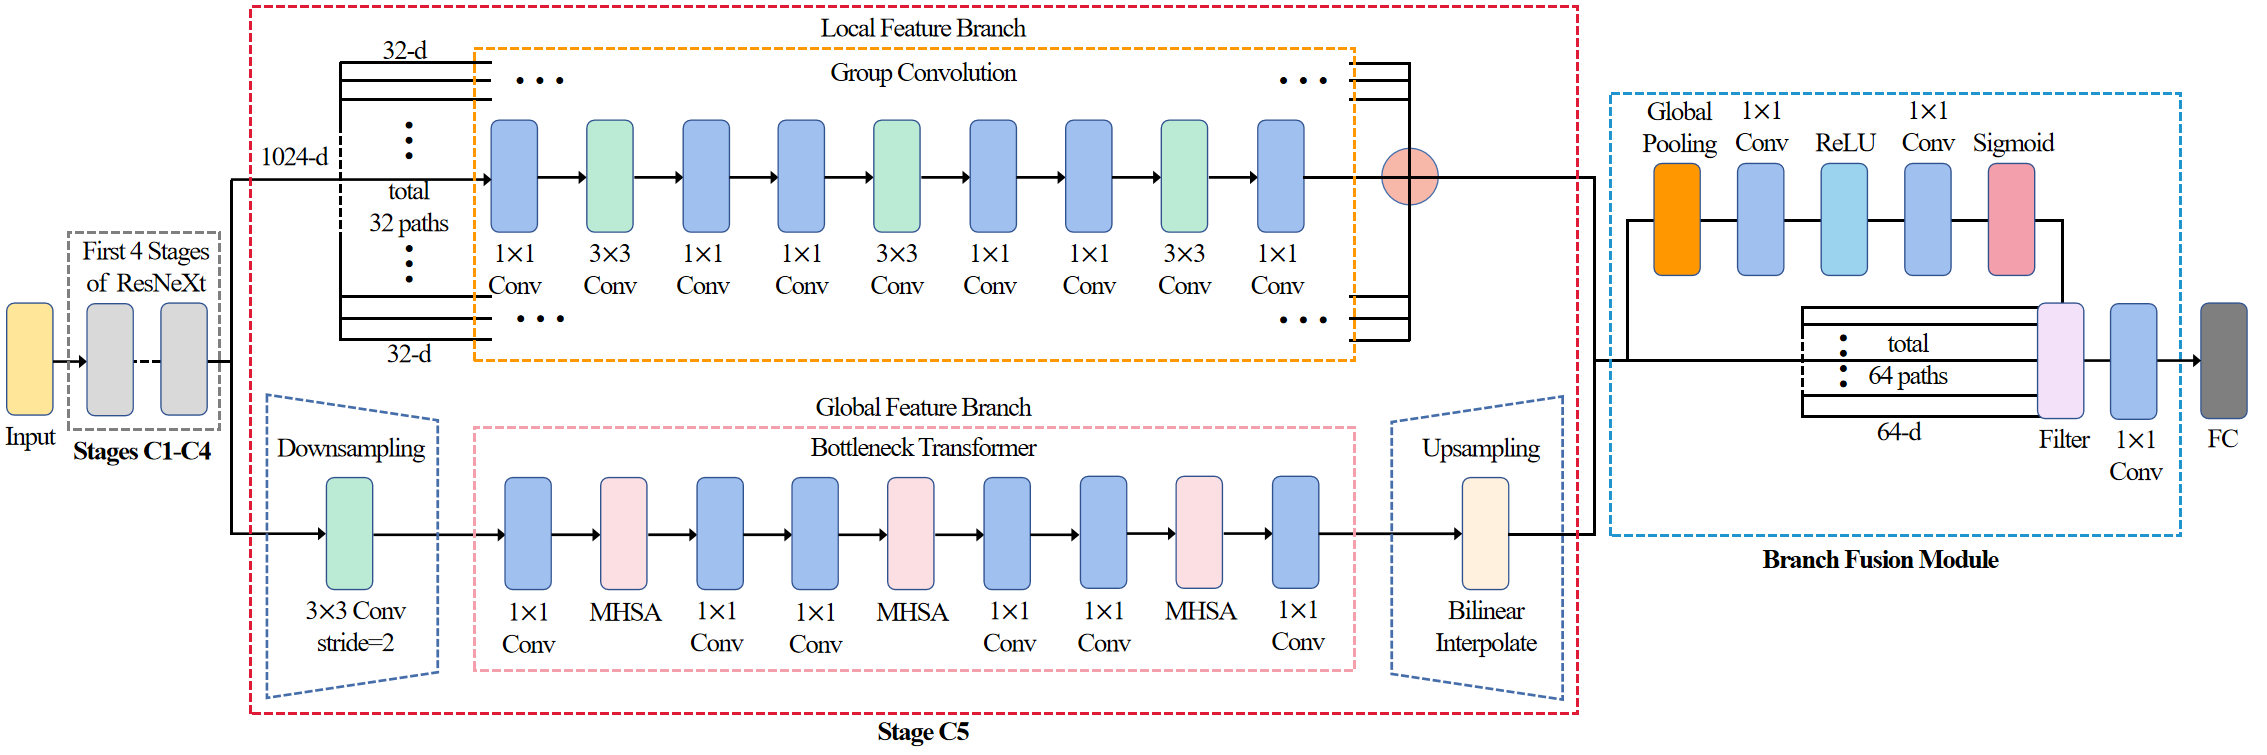 Local Feature Branch
32-d
Group Convolution
1024-d
total
32 paths
1×1
Conv
3×3
Conv
1×1
Conv
1×1
Conv
3×3
Conv
1×1
Conv
1×1
Conv
3×3
Conv
1×1
Conv
32-d
First 4 Stages
of ResNeXt
Input
Stages C1-C4
Global Feature Branch
Downsampling
3×3 Conv
stride=2
Bottleneck Transformer
1×1
Conv
MHSA
1×1
Conv
1×1
Conv
MHSA
1×1
Conv
1×1
Conv
MHSA
1×1
Conv
Upsampling
Bilinear
Interpolate
Stage C5
Global
Pooling
1×1
Conv
ReLU
1×1
Conv
Sigmoid
total
64 paths
64-d
Filter
1×1
Conv
FC
Branch Fusion Module